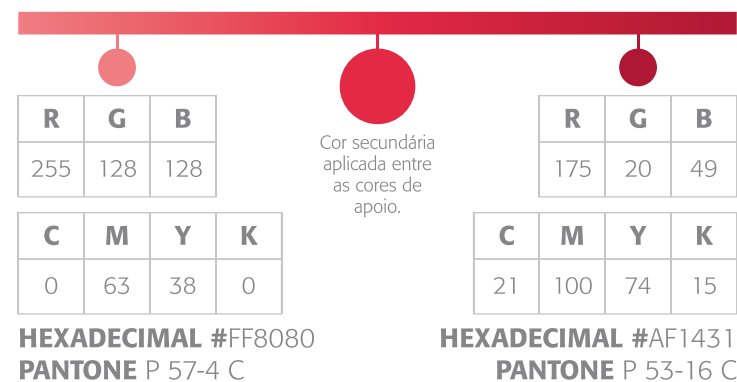 R G B
255 128 128
C M Y K
0 63 38 0
HEXADECIMAL #FF8080
PANTONE P 57-4 C
Cor secundária
aplicada entre
as cores de
apoio.
R G B
175 20 49
C M Y K
21 100 74 15
HEXADECIMAL #AF1431
PANTONE P 53-16 C